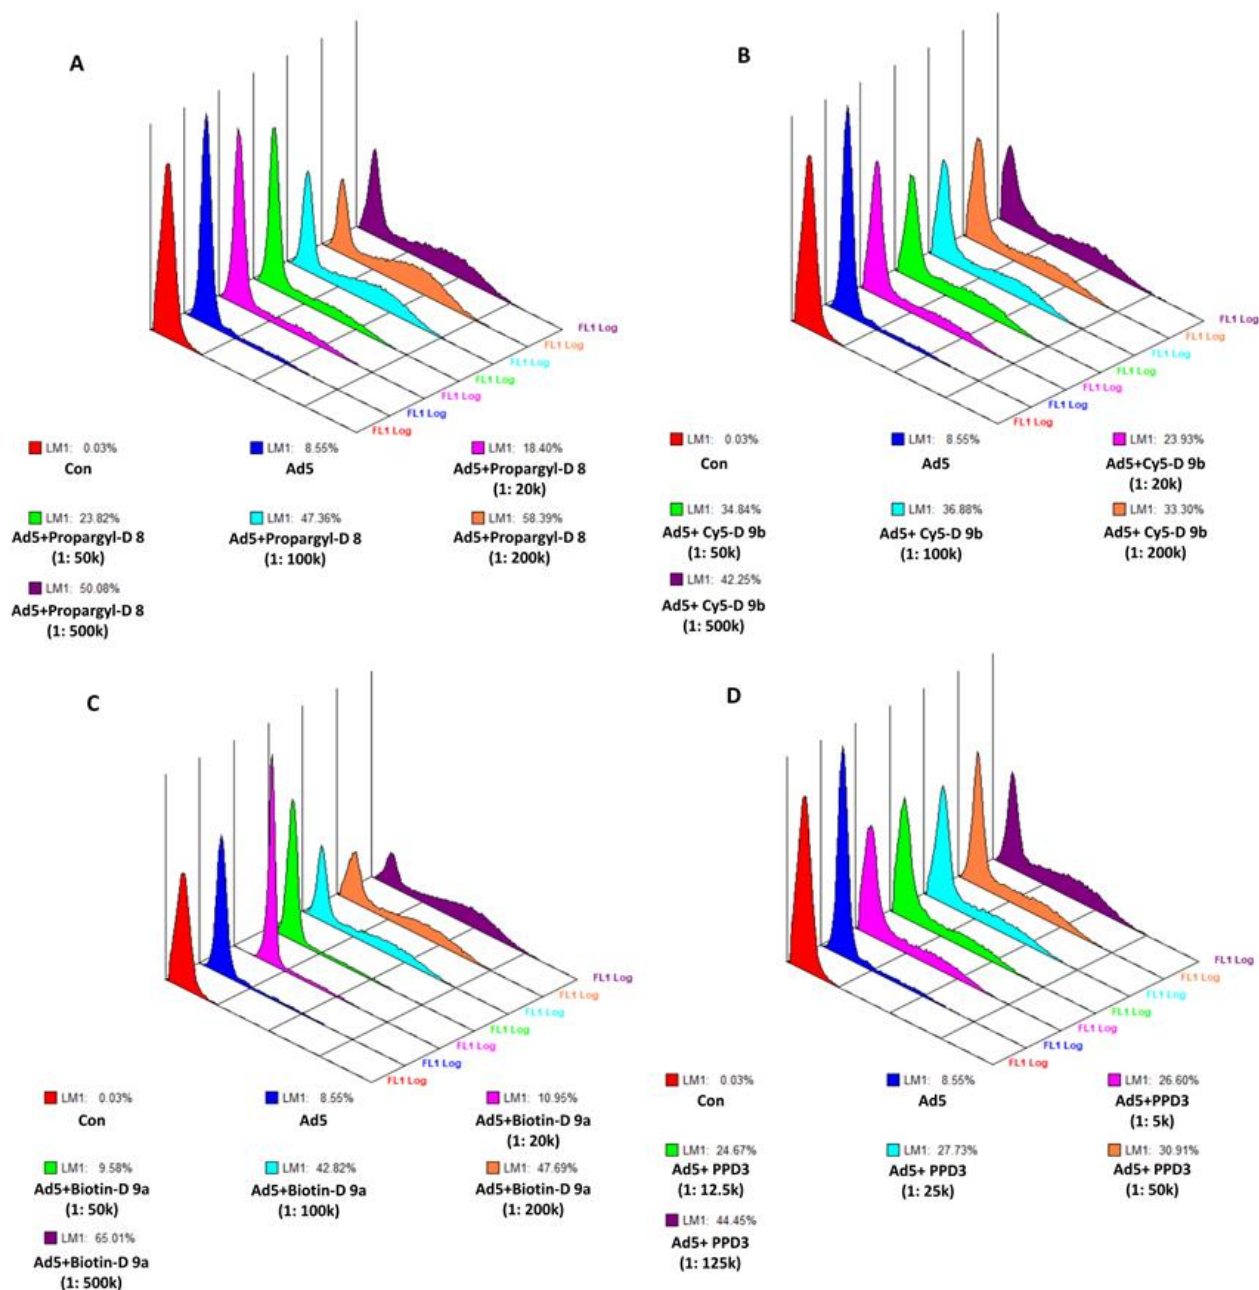 A
FL1 Log
FL1 Log
FL1 Log
FL1 Log
FL1 Log
FL1 Log
FL1 Log
LM1: 0.03%
Con
LM1: 8.55%
Ad5
LM1: 18.40%
Ad5+Propargyl-D 8
(1: 20k)
LM1: 23.82%
Ad5+Propargyl-D 8
(1: 50k)
LM1: 47.36%
Ad5+Propargyl-D 8
(1: 100k)
LM1: 58.39%
Ad5+Propargyl-D 8
(1: 200k)
LM1: 50.08%
Ad5+Propargyl-D 8
(1: 500k)
B
FL1 Log
FL1 Log
FL1 Log
FL1 Log
FL1 Log
FL1 Log
FL1 Log
LM1: 0.03%
Con
LM1: 8.55%
Ad5
LM1: 23.93%
Ad5+Cy5-D 9b
(1: 20k)
LM1: 34.84%
Ad5+ Cy5-D 9b
(1: 50k)
LM1: 36.88%
Ad5+ Cy5-D 9b
(1: 100k)
LM1: 33.30%
Ad5+ Cy5-D 9b
(1: 200k)
LM1: 42.25%
Ad5+ Cy5-D 9b
(1: 500k)
C
FL1 Log
FL1 Log
FL1 Log
FL1 Log
FL1 Log
FL1 Log
FL1 Log
LM1: 0.03%
Con
LM1: 8.55%
Ad5
LM1: 10.95%
Ad5+Biotin-D 9a
(1: 20k)
LM1: 9.58%
Ad5+Biotin-D 9a
(1: 50k)
LM1: 42.82%
Ad5+Biotin-D 9a
(1: 100k)
LM1: 47.69%
Ad5+Biotin-D 9a
(1: 200k)
LM1: 65.01%
Ad5+Biotin-D 9a
(1: 500k)
D
FL1 Log
FL1 Log
FL1 Log
FL1 Log
FL1 Log
FL1 Log
FL1 Log
LM1: 0.03%
Con
LM1: 8.55%
Ad5
LM1: 26.60%
Ad5+PPD3
(1: 5k)
LM1: 24.67%
Ad5+ PPD3
(1: 12.5k)
LM1: 27.73%
Ad5+ PPD3
(1: 25k)
LM1: 30.91%
Ad5+ PPD3
(1: 50k)
LM1: 44.45%
Ad5+ PPD3
(1: 125k)